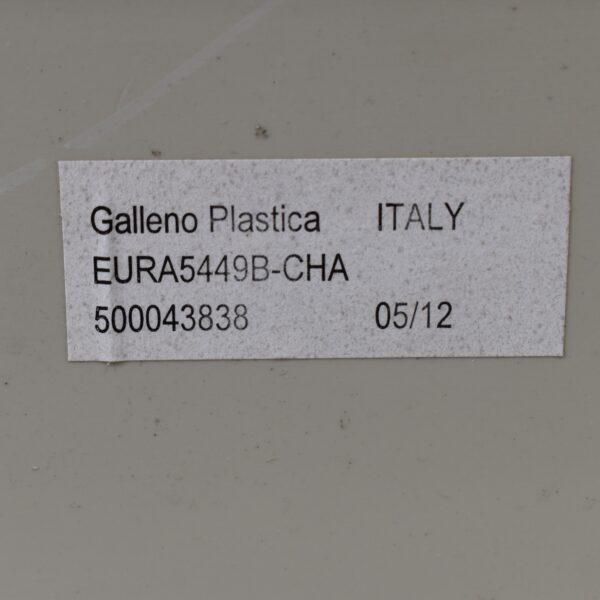 Galleno Plastica ITALY
EURA5449B-CHA
500043838 05/12